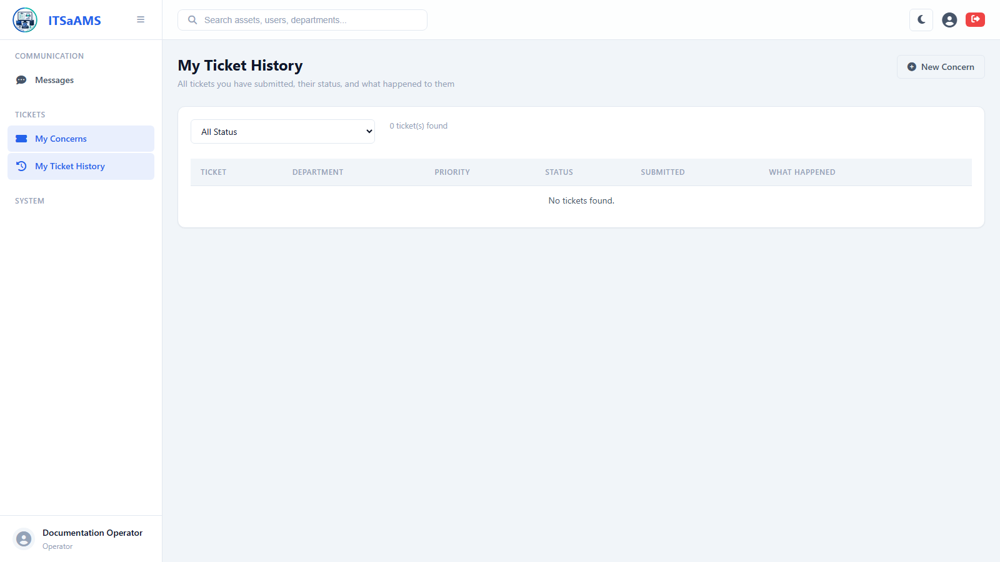 ITSaAMS
Search assets, users, departments...
COMMUNICATION
Messages
TICKETS
My Concerns
My Ticket History
SYSTEM
Documentation Operator
Operator
My Ticket History
All tickets you have submitted, their status, and what happened to them
New Concern
All Status
0 ticket(s) found
TICKET DEPARTMENT PRIORITY STATUS SUBMITTED WHAT HAPPENED
No tickets found.